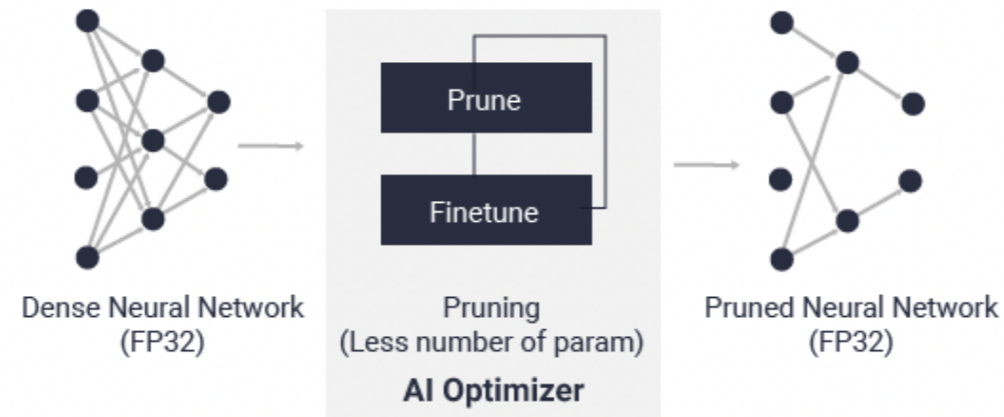 Prune
Finetune
Dense Neural Network
(FP32)
Pruning
(Less number of param)
AI Optimizer
Pruned Neural Network
(FP32)